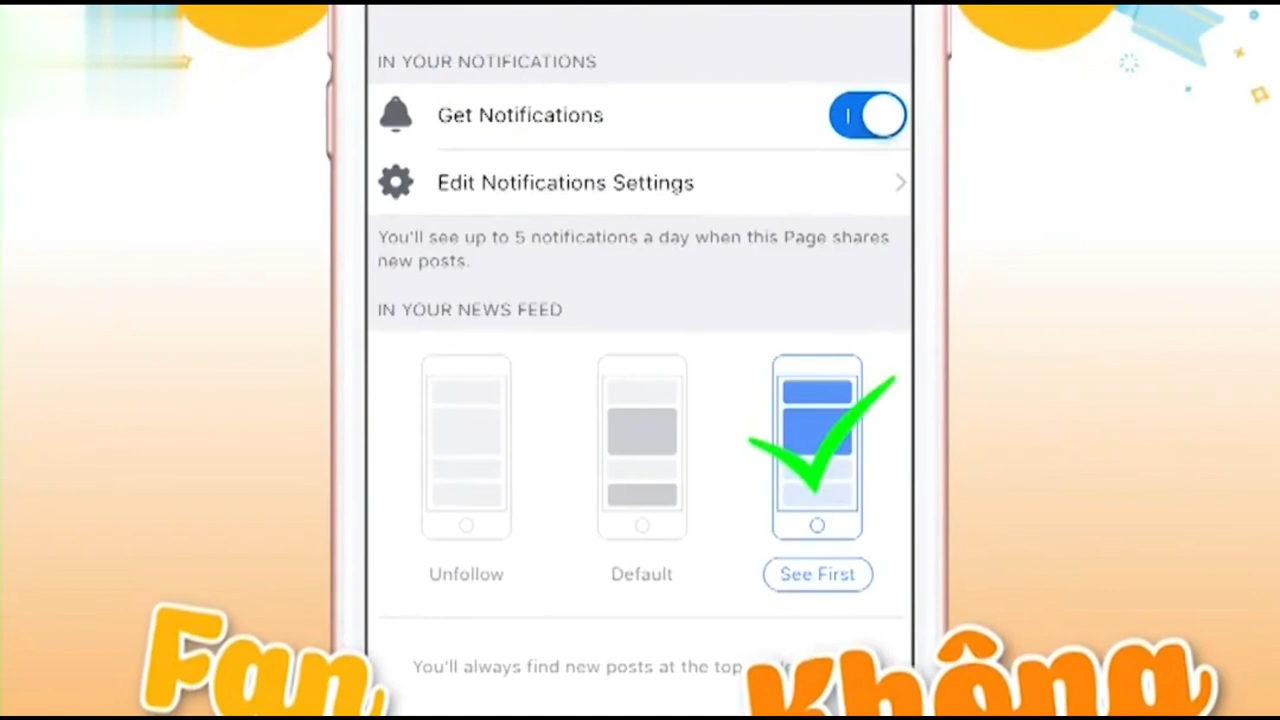 IN YOUR NOTIFICATIONS
Get Notifications
Edit Notifications Settings
You'll see up to 5 notifications a day when this Page shares
new posts.
IN YOUR NEWS FEED
Unfollow
Default
See First
You'll always find new posts at the top
Fan
Không